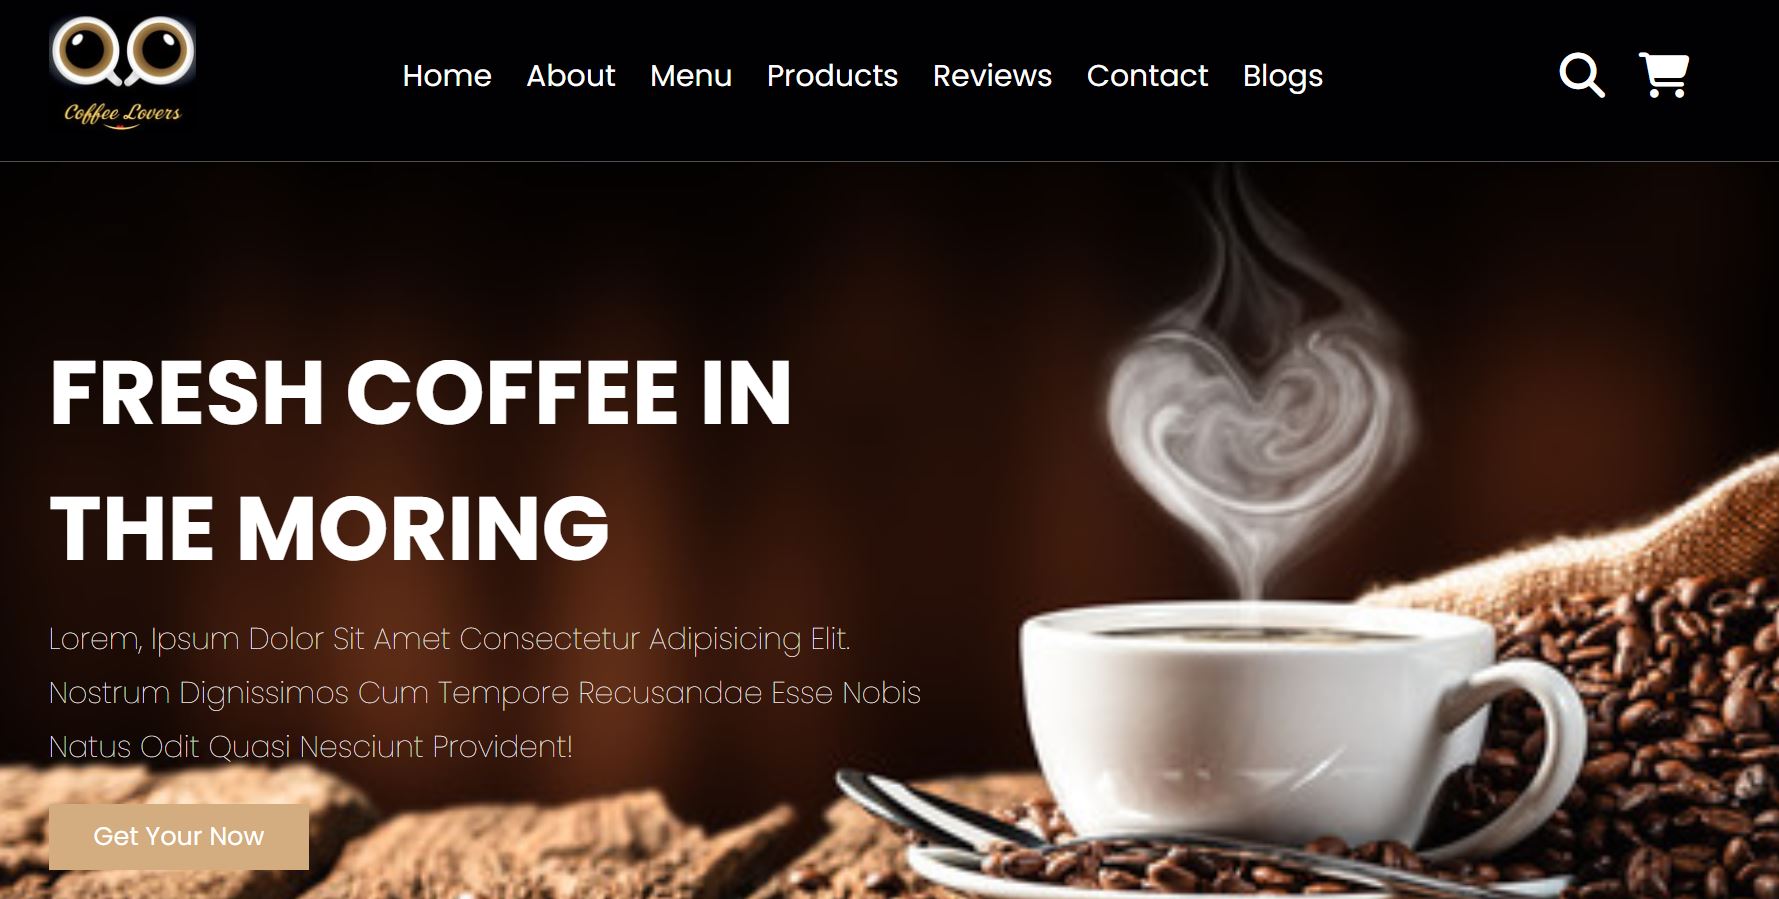 Coffee Lovers
Home About Menu Products Reviews Contact Blogs
FRESH COFFEE IN
THE MORING
Lorem, Ipsum Dolor Sit Amet Consectetur Adipisicing Elit.
Nostrum Dignissimos Cum Tempore Recusandae Esse Nobis
Natus Odit Quasi Nesciunt Provident!
Get Your Now